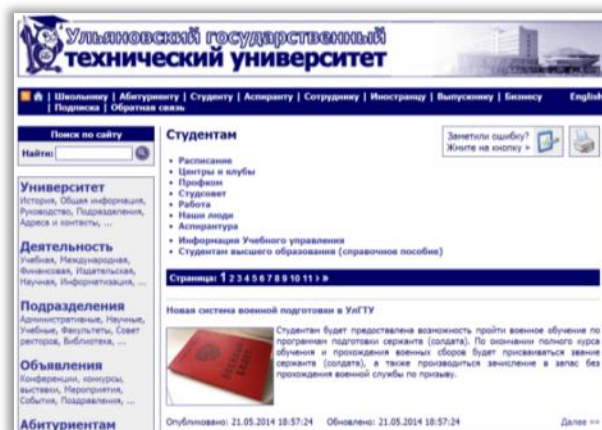 Ульяновский государственный
технический университет
| Школьнику | Абитуриенту | Студенту | Аспиранту | Сотруднику | Иностранцу | Выпускнику | Бизнесу English
| Подписка | Обратная связь
Поиск по сайту
Найти:
Университет
История, Общая информация,
Руководство, Подразделения,
Адреса и контакты, ...
Деятельность
Учебная, Международная,
Финансовая, Издательская,
Научная, Информатизация, ...
Подразделения
Административные, Научные,
Учебные, Факультеты, Совет
ректоров, Библиотека, ...
Объявления
Конференции, конкурсы,
выставки, Мероприятия,
События, Поздравления, ...
Абитуриентам
Студентам
Заметили ошибку?
Жмите на кнопку »
• Расписание
• Центры и клубы
• Профком
• Студсовет
• Работа
• Наши люди
• Аспирантура
• Информация Учебного управления
• Студентам высшего образования (справочное пособие)
Страница: 1 2 3 4 5 6 7 8 9 10 11 › »
Новая система военной подготовки в УлГТУ
Студентам будет предоставлена возможность пройти военное обучение по
программам подготовки сержанта (солдата). По окончании полного курса
обучения и прохождения военных сборов будет присваиваться звание
сержанта (солдата), а также производиться зачисление в запас без
прохождения военной службы по призыву.
ВОЕННЫЙ БИЛЕТ
Опубликовано: 21.05.2014 18:57:24 Обновлено: 21.05.2014 18:57:24 Далее »»